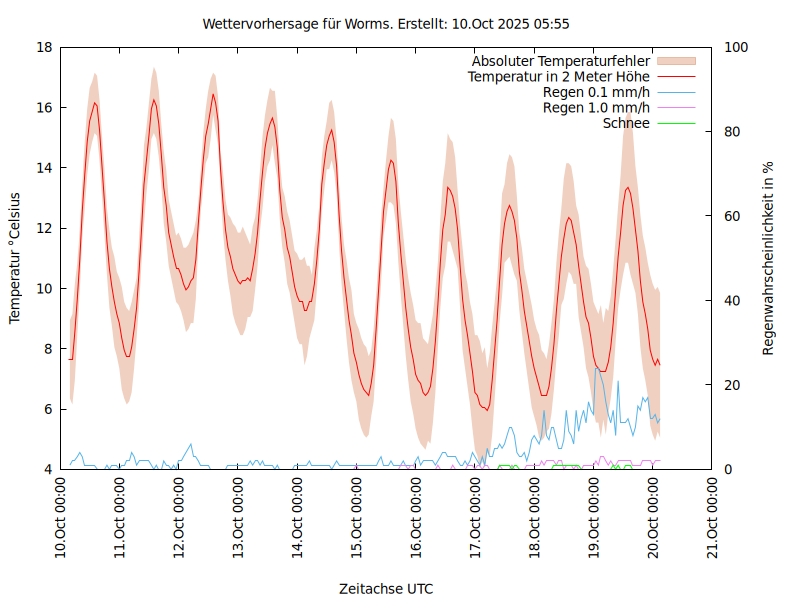 Wettervorhersage für Worms. Erstellt: 10.Oct 2025 05:55
Absoluter Temperaturfehler
Temperatur in 2 Meter Höhe
Regen 0.1 mm/h
Regen 1.0 mm/h
Schnee
Temperatur °Celsius
18
16
14
12
10
8
6
4
100
80
60
40
20
0
Regenwahrscheinlichkeit in %
10.Oct 00:00
11.Oct 00:00
12.Oct 00:00
13.Oct 00:00
14.Oct 00:00
15.Oct 00:00
16.Oct 00:00
17.Oct 00:00
18.Oct 00:00
19.Oct 00:00
20.Oct 00:00
21.Oct 00:00
Zeitachse UTC